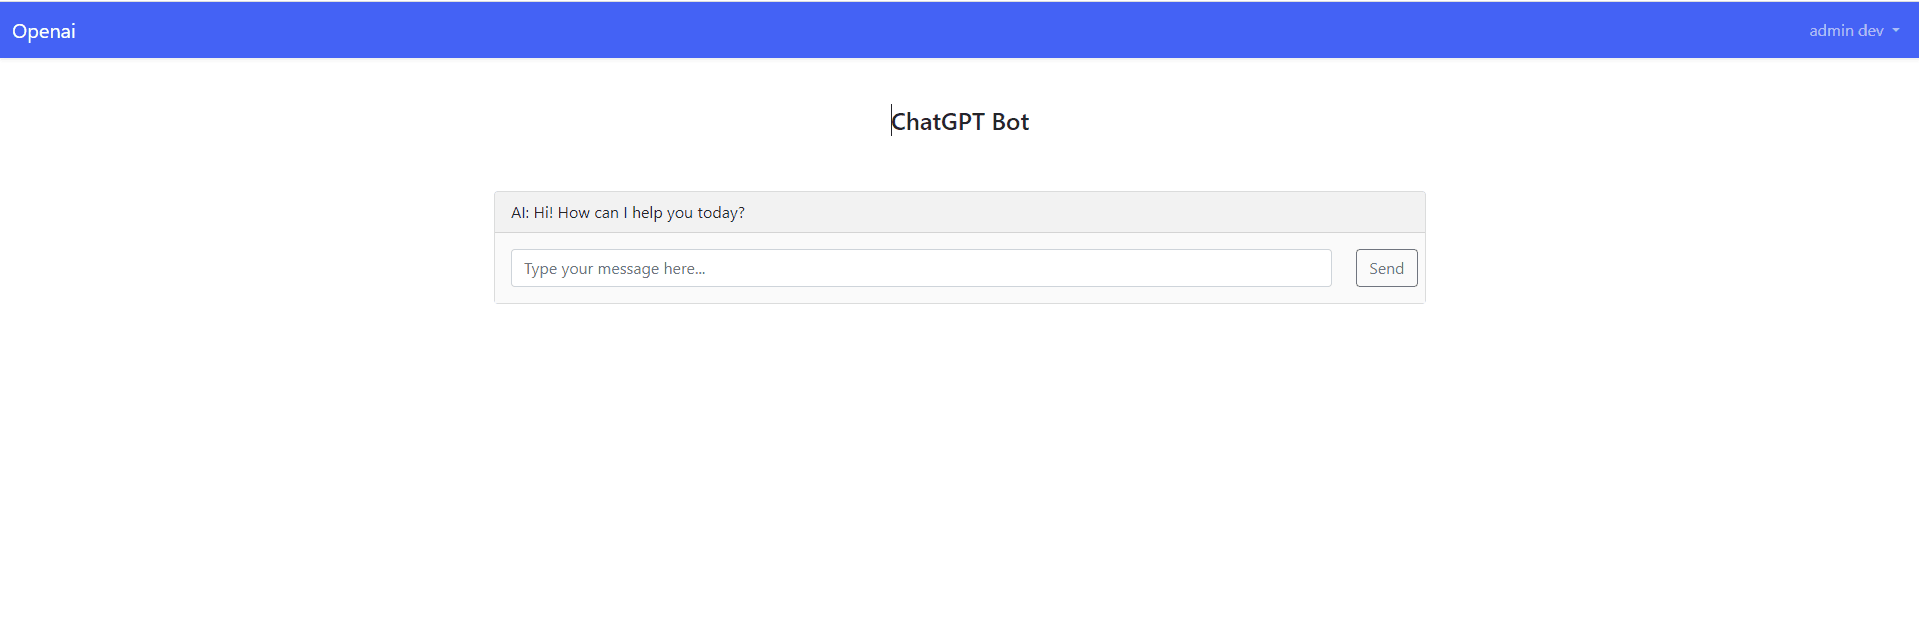 Openai
admin dev
ChatGPT Bot
AI: Hi! How can I help you today?
Type your message here...
Send